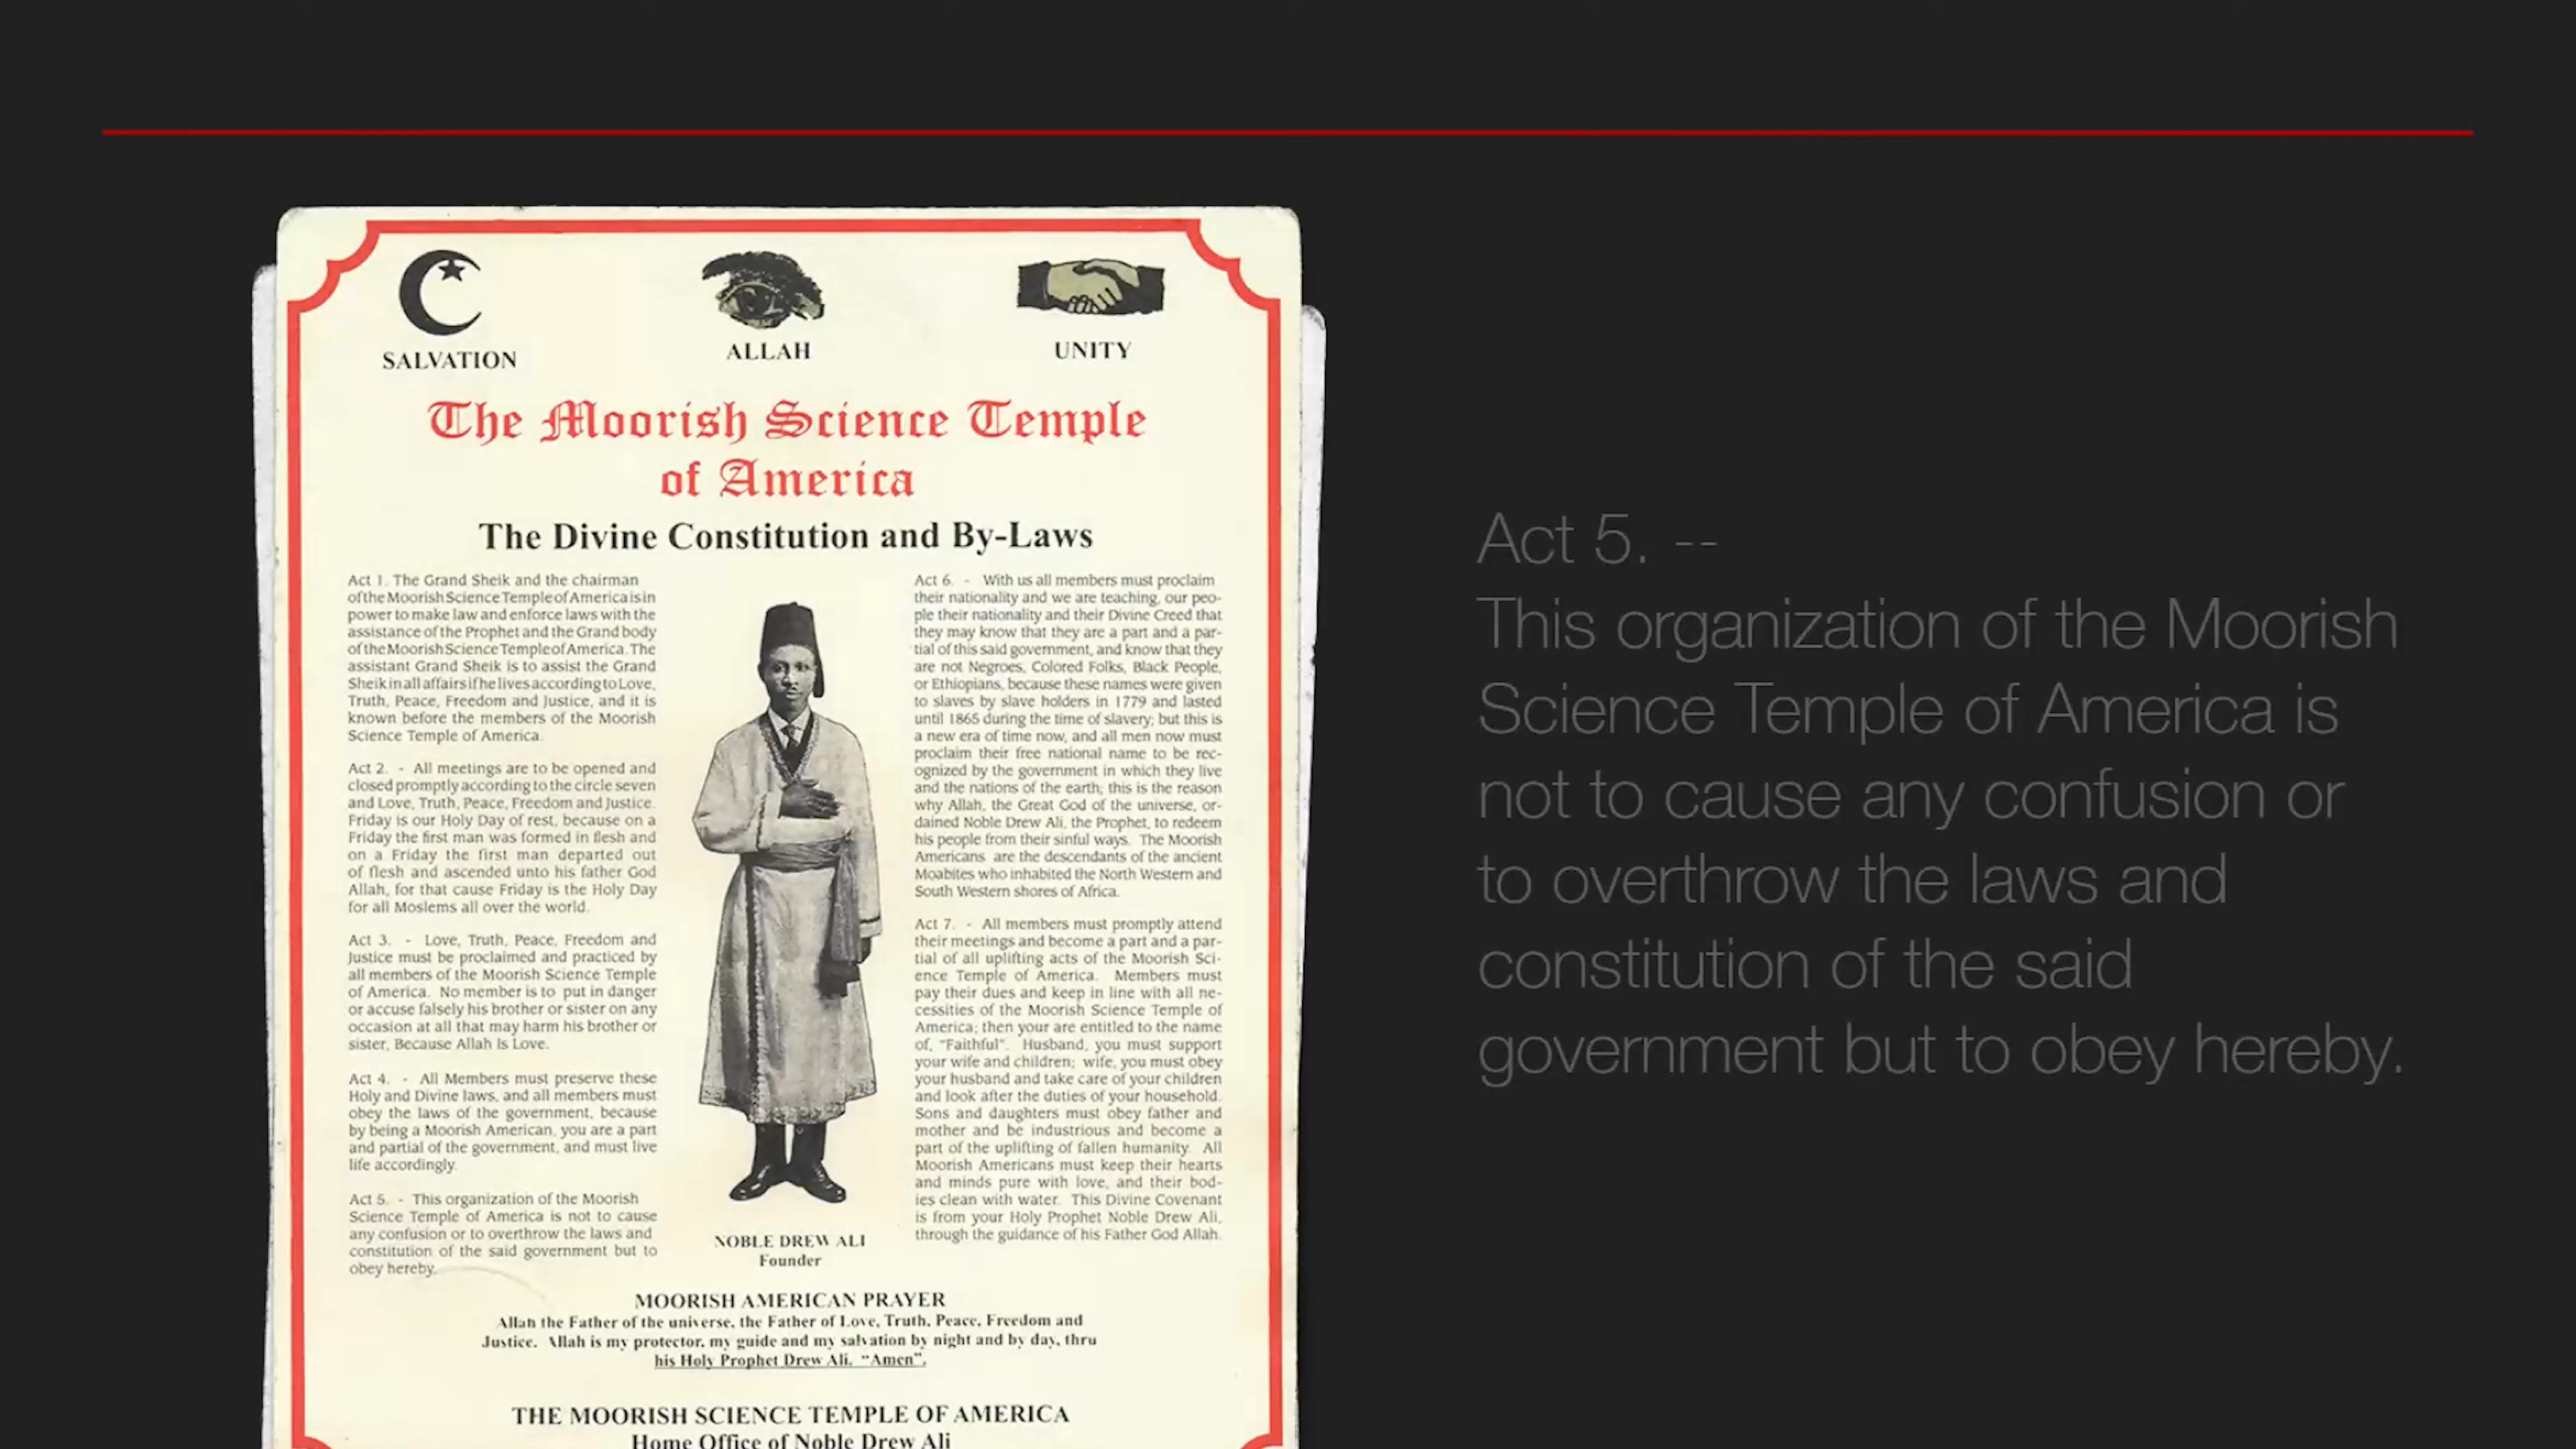 SALVATION
ALLAH
UNITY
The Moorish Science Temple
of America
The Divine Constitution and By-Laws
Act 1. The Grand Sheik and the chairman
of the Moorish Science Temple of America is in
power to make law and enforce laws with the
assistance of the Prophet and the Grand body
of the Moorish Science Temple of America. The
assistant Grand Sheik is to assist the Grand
Sheik in all affairs if he lives according to Love,
Truth, Peace, Freedom and Justice, and it is
known before the members of the Moorish
Science Temple of America.
Act 2. - All meetings are to be opened and
closed promptly according to the circle seven
and Love, Truth, Peace, Freedom and Justice.
Friday is our Holy Day of rest, because on a
Friday the first man was formed in flesh and
on a Friday the first man departed out
of flesh and ascended unto his father God
Allah, for that cause Friday is the Holy Day
for all Moslems all over the world.
Act 3. - Love, Truth, Peace, Freedom and
Justice must be proclaimed and practiced by
all members of the Moorish Science Temple
of America. No member is to put in danger
or accuse falsely his brother or sister on any
occasion at all that may harm his brother or
sister, Because Allah Is Love.
Act 4. - All Members must preserve these
Holy and Divine laws, and all members must
obey the laws of the government, because
by being a Moorish American, you are a part
and partial of the government, and must live
life accordingly.
Act 5. - This organization of the Moorish
Science Temple of America is not to cause
any confusion or to overthrow the laws and
constitution of the said government but to
obey hereby.
NOBLE DREW ALI
Founder
Act 6. - With us all members must proclaim
their nationality and we are teaching, our peo-
ple their nationality and their Divine Creed that
they may know that they are a part and a par-
tial of this said government, and know that they
are not Negroes, Colored Folks, Black People,
or Ethiopians, because these names were given
to slaves by slave holders in 1779 and lasted
until 1865 during the time of slavery; but this is
a new era of time now, and all men now must
proclaim their free national name to be rec-
ognized by the government in which they live
and the nations of the earth; this is the reason
why Allah, the Great God of the universe, or-
dained Noble Drew Ali, the Prophet, to redeem
his people from their sinful ways. The Moorish
Americans are the descendants of the ancient
Moabites who inhabited the North Western and
South Western shores of Africa.
Act 7. - All members must promptly attend
their meetings and become a part and a par-
tial of all uplifting acts of the Moorish Sci-
ence Temple of America. Members must
pay their dues and keep in line with all ne-
cessities of the Moorish Science Temple of
America; then your are entitled to the name
of, "Faithful". Husband, you must support
your wife and children; wife, you must obey
your husband and take care of your children
and look after the duties of your household.
Sons and daughters must obey father and
mother and be industrious and become a
part of the uplifting of fallen humanity. All
Moorish Americans must keep their hearts
and minds pure with love, and their bod-
ies clean with water. This Divine Covenant
is from your Holy Prophet Noble Drew Ali,
through the guidance of his Father God Allah.
MOORISH AMERICAN PRAYER
Allah the Father of the universe, the Father of Love, Truth, Peace, Freedom and
Justice. Allah is my protector, my guide and my salvation by night and by day, thru
his Holy Prophet Drew Ali. "Amen".
THE MOORISH SCIENCE TEMPLE OF AMERICA
Home Office of Noble Drew Ali
Act 5. --
This organization of the Moorish
Science Temple of America is
not to cause any confusion or
to overthrow the laws and
constitution of the said
government but to obey hereby.